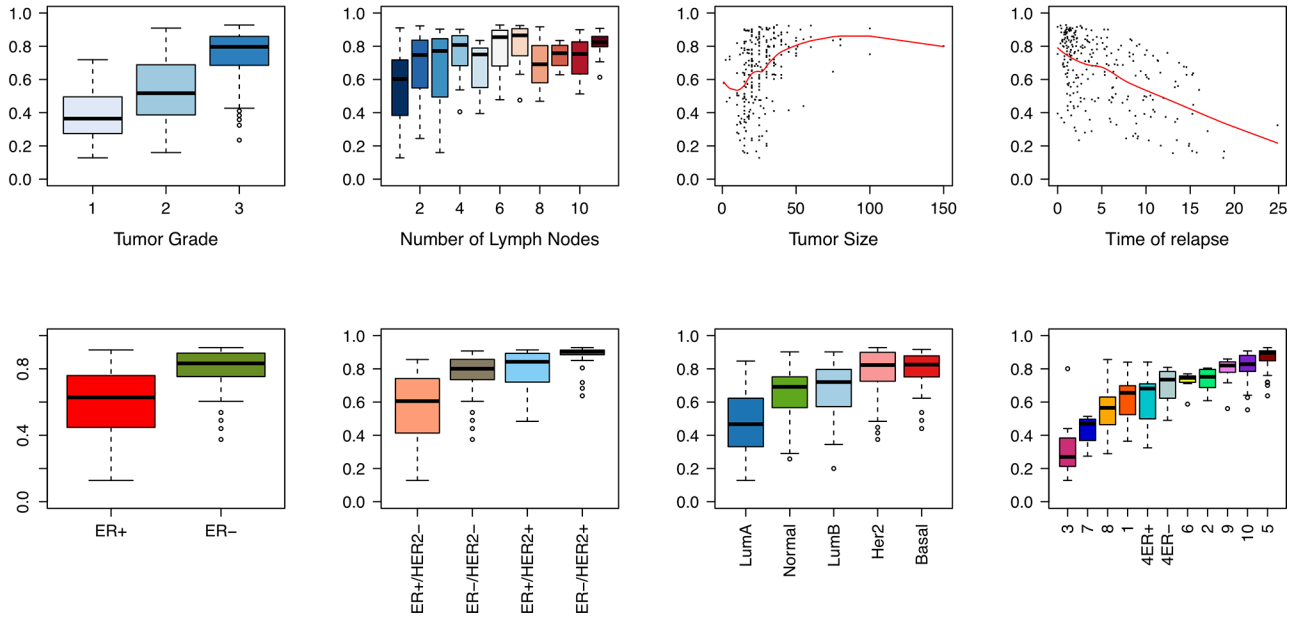 0.0 0.2 0.4 0.6 0.8 1.0
1 2 3
Tumor Grade
0.0 0.2 0.4 0.6 0.8 1.0
2 4 6 8 10
Number of Lymph Nodes
0.0 0.2 0.4 0.6 0.8 1.0
0 50 100 150
Tumor Size
0.0 0.2 0.4 0.6 0.8 1.0
0 5 10 15 20 25
Time of relapse
0.0 0.4 0.8
ER+ ER−
0.0 0.2 0.4 0.6 0.8 1.0
ER+/HER2− ER−/HER2− ER+/HER2+ ER−/HER2+
0.0 0.2 0.4 0.6 0.8 1.0
LumA Normal LumB Her2 Basal
0.0 0.2 0.4 0.6 0.8 1.0
3 7 8 1 4ER+ 4ER− 6 2 9 10 5